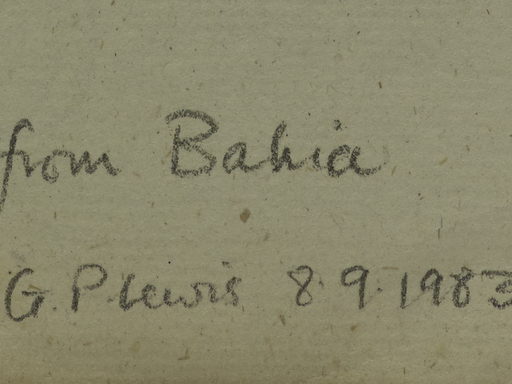 from Bahia
G. P. Lewis 8.9.1983